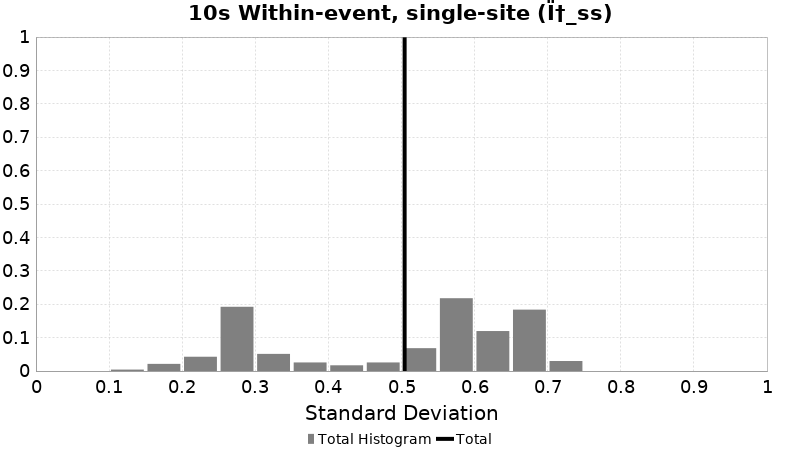 10s Within-event, single-site (Ï†_ss)
1
0.9
0.8
0.7
0.6
0.5
0.4
0.3
0.2
0.1
0
0 0.1 0.2 0.3 0.4 0.5 0.6 0.7 0.8 0.9 1
Standard Deviation
Total Histogram Total